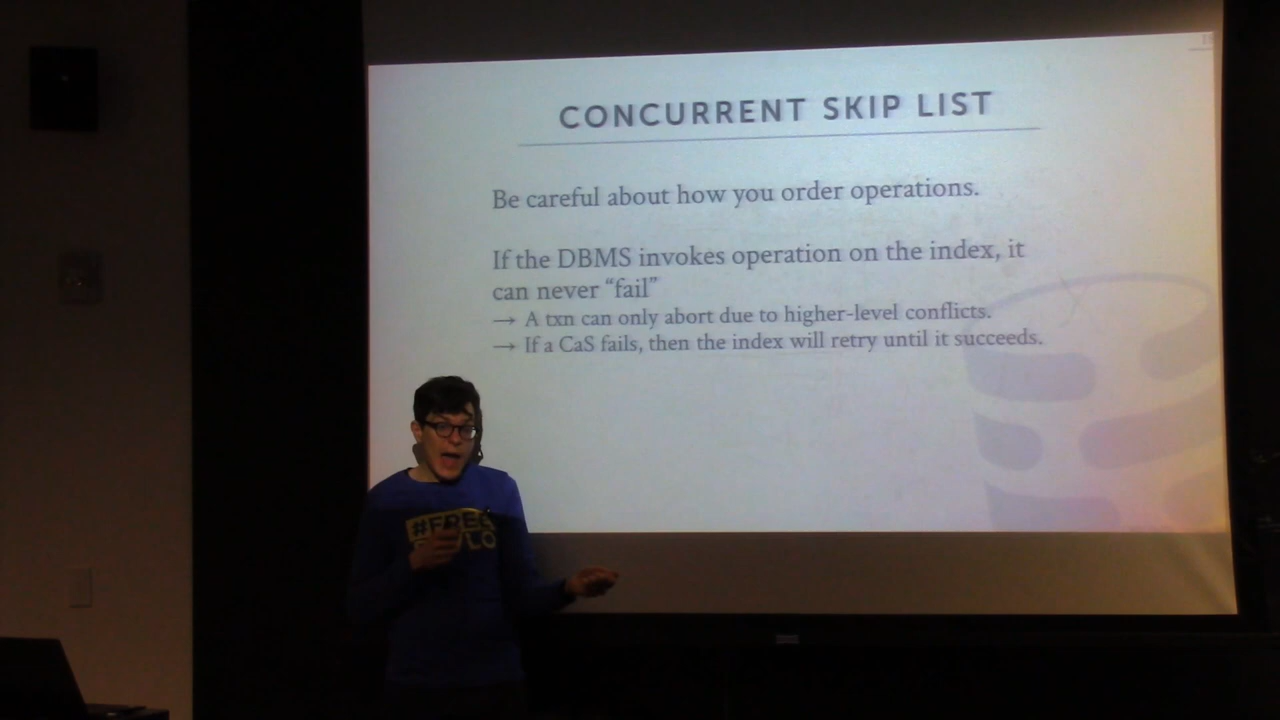 CONCURRENT SKIP LIST
Be careful about how you order operations.
If the DBMS invokes operation on the index, it
can never “fail”
→ A txn can only abort due to higher-level conflicts.
→ If a CaS fails, then the index will retry until it succeeds.
#FREE